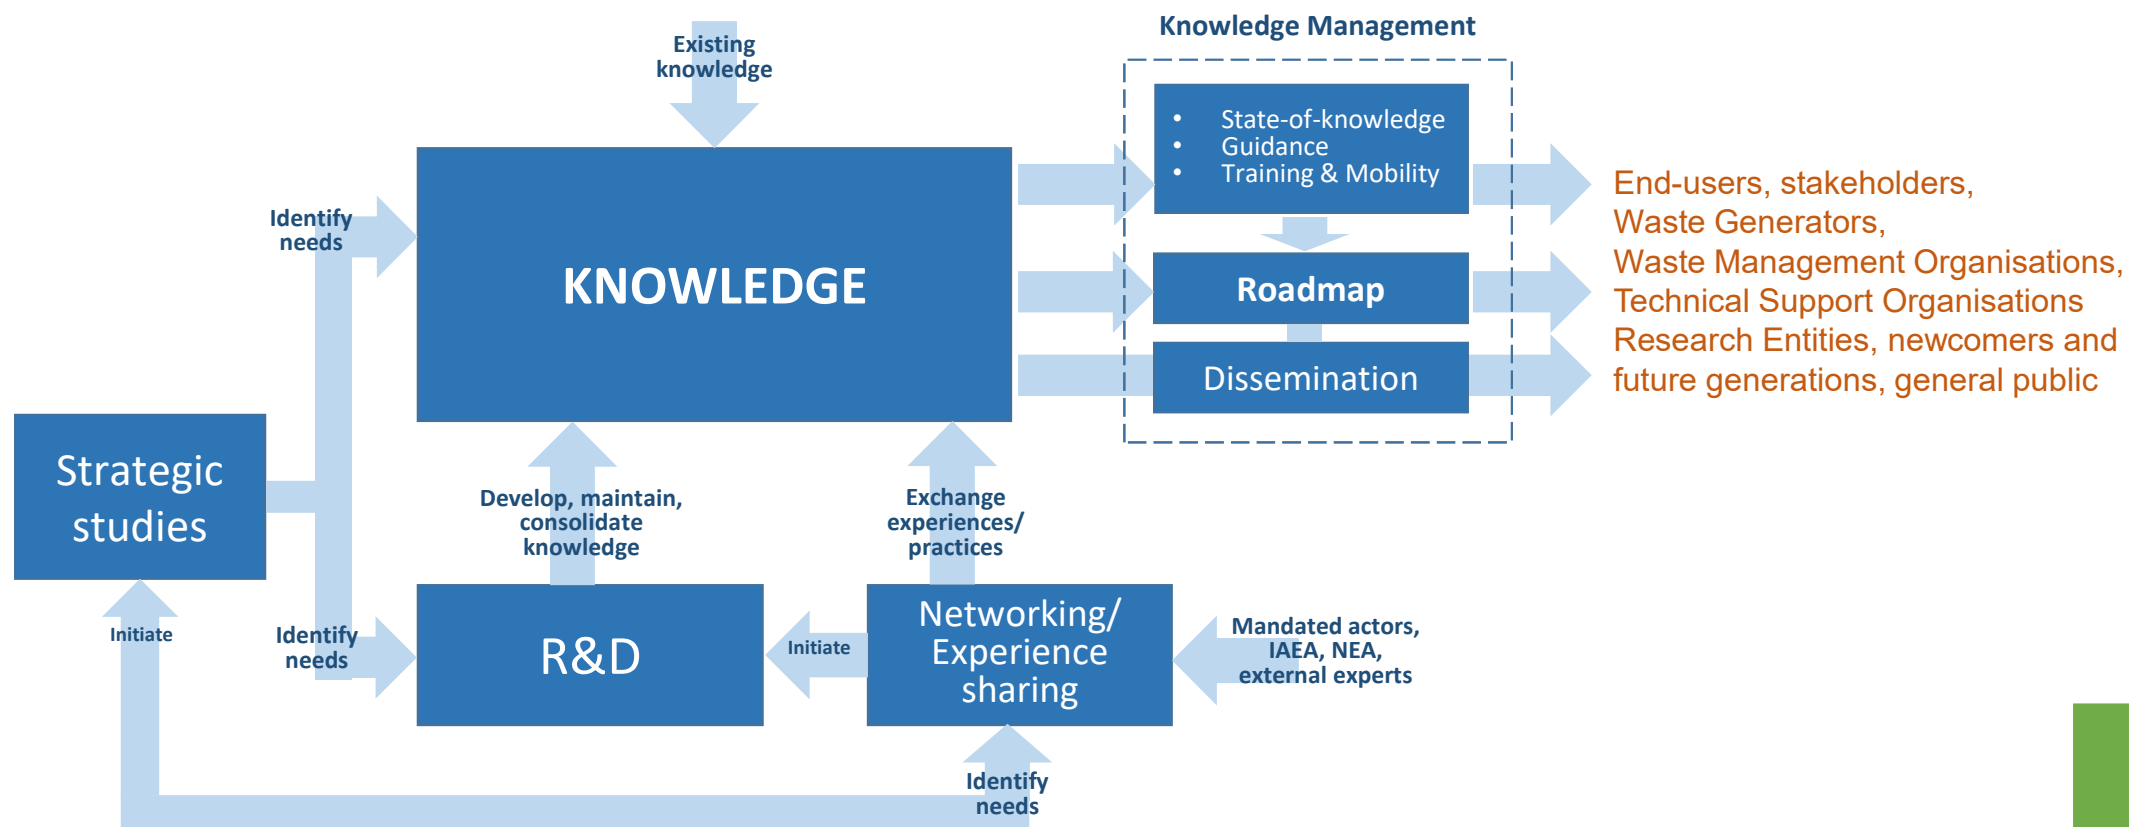 Knowledge Management
Existing
knowledge
• State-of-knowledge
• Guidance
• Training & Mobility
Identify
needs
KNOWLEDGE
Roadmap
Dissemination
End-users, stakeholders,
Waste Generators,
Waste Management Organisations,
Technical Support Organisations
Research Entities, newcomers and
future generations, general public
Strategic
studies
Develop, maintain,
consolidate
knowledge
Exchange
experiences/
practices
Initiate
Identify
needs
R&D
Initiate
Networking/
Experience
sharing
Mandated actors,
IAEA, NEA,
external experts
Identify
needs